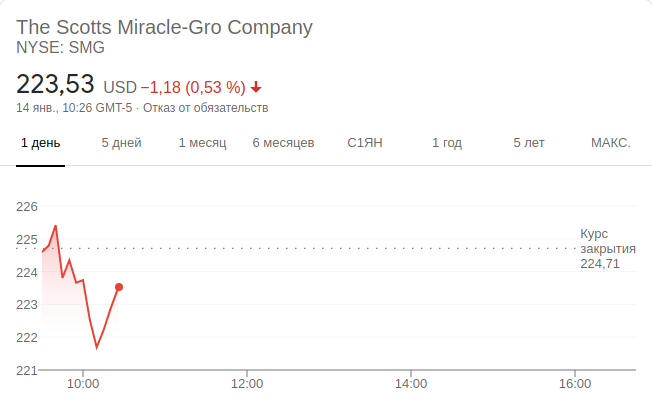 The Scotts Miracle-Gro Company
NYSE: SMG
223,53 USD −1,18 (0,53 %)
14 янв., 10:26 GMT-5 · Отказ от обязательств
1 день 5 дней 1 месяц 6 месяцев С1ЯН 1 год 5 лет МАКС.
226
225
224
223
222
221
Курс
закрытия
224,71
10:00 12:00 14:00 16:00